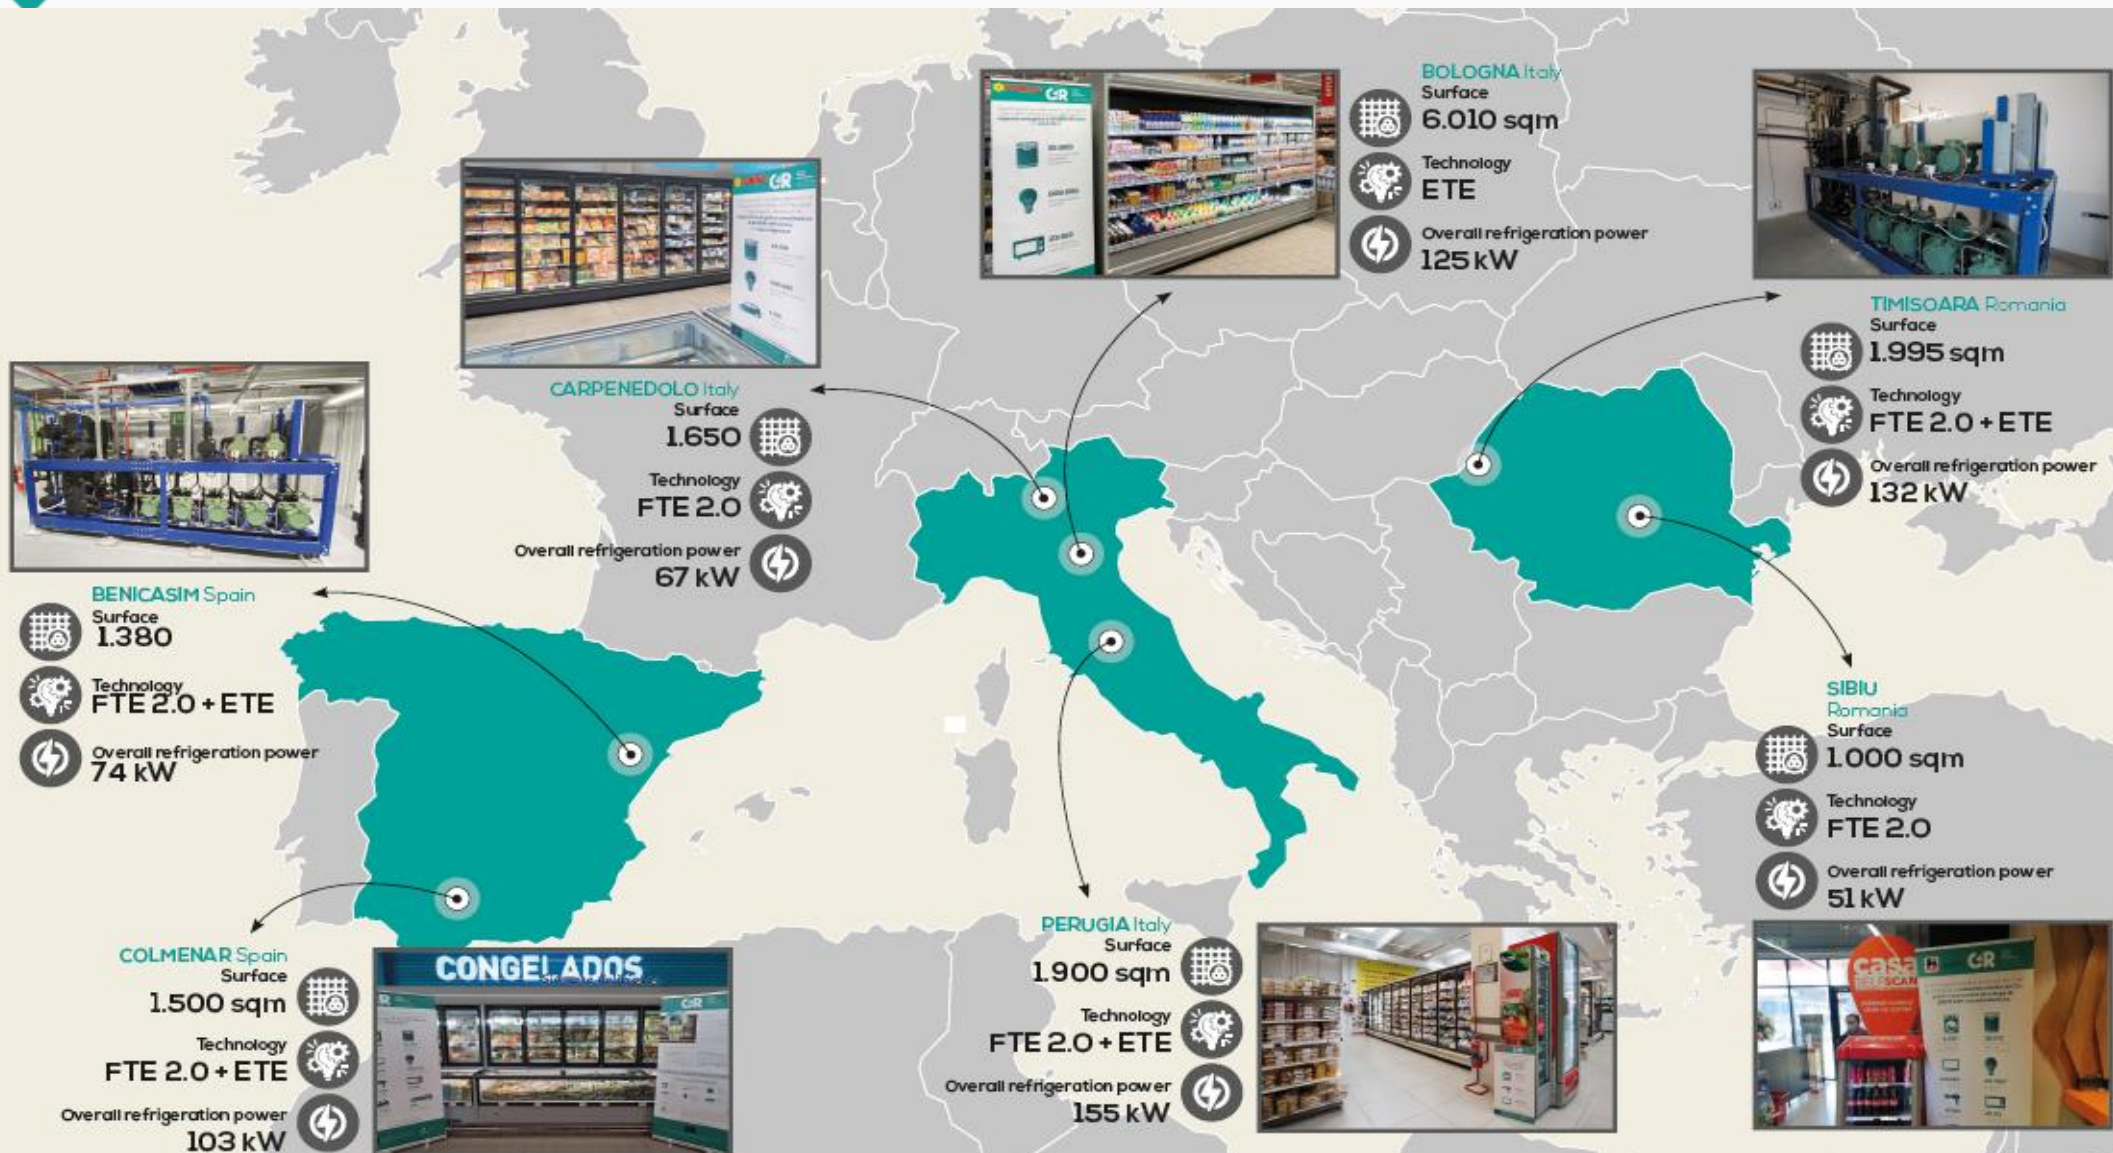 BOLOGNA Italy
Surface
6.010 sqm
Technology
ETE
Overall refrigeration power
125 kW
TIMISOARA Romania
Surface
1.995 sqm
Technology
FTE 2.0 + ETE
Overall refrigeration power
132 kW
CARPENEDOLO Italy
Surface
1.650
Technology
FTE 2.0
Overall refrigeration power
67 kW
BENICASIM Spain
Surface
1.380
Technology
FTE 2.0 + ETE
Overall refrigeration power
74 kW
SIBIU
Romania
Surface
1.000 sqm
Technology
FTE 2.0
Overall refrigeration power
51 kW
COLMENAR Spain
Surface
1.500 sqm
Technology
FTE 2.0 + ETE
Overall refrigeration power
103 kW
CONGELADOS
PERUGIA Italy
Surface
1.900 sqm
Technology
FTE 2.0 + ETE
Overall refrigeration power
155 kW
casa
C4R